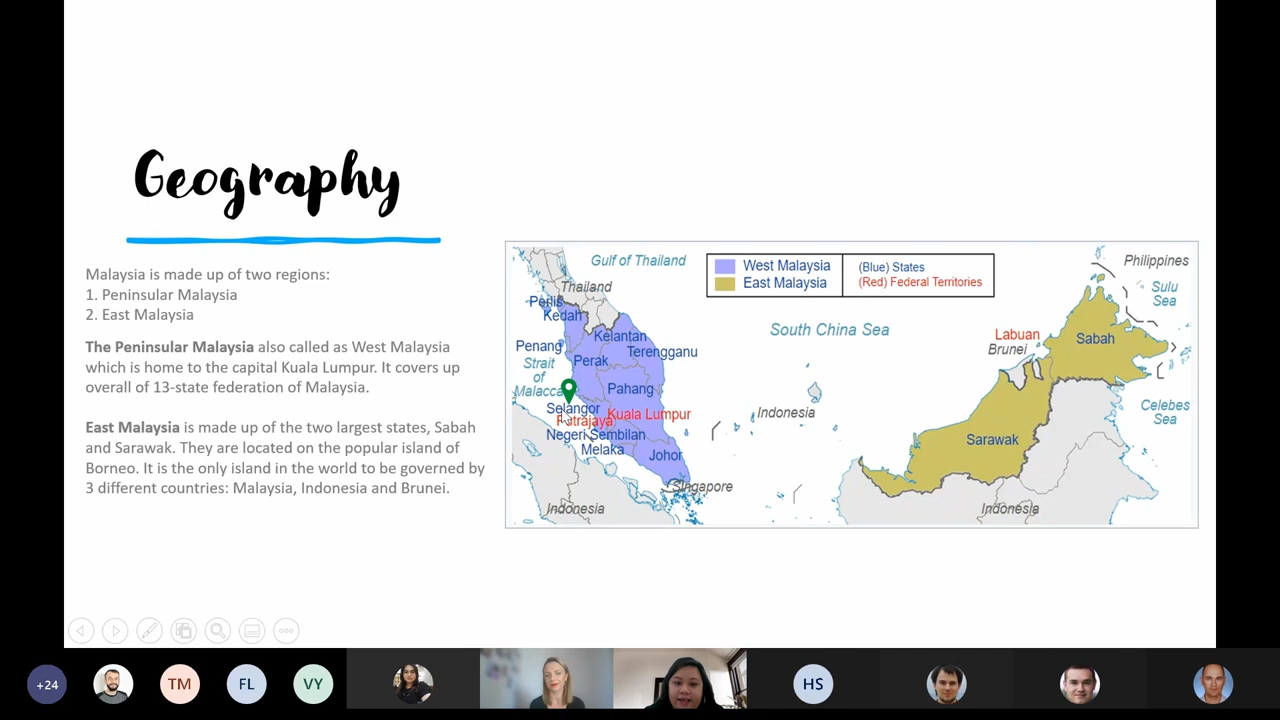 Geography
Malaysia is made up of two regions:
1. Peninsular Malaysia
2. East Malaysia
The Peninsular Malaysia also called as West Malaysia
which is home to the capital Kuala Lumpur. It covers up
overall of 13-state federation of Malaysia.
East Malaysia is made up of the two largest states, Sabah
and Sarawak. They are located on the popular island of
Borneo. It is the only island in the world to be governed by
3 different countries: Malaysia, Indonesia and Brunei.
Gulf of Thailand
West Malaysia
East Malaysia
(Blue) States
(Red) Federal Territories
Philippines
Sulu
Sea
Thailand
Perlis
Kedah
South China Sea
Labuan
Brunei
Sabah
Kelantan
Penang
Terengganu
Perak
Strait
of
Malacca
Pahang
Selangor
Kuala Lumpur
Putrajaya
Indonesia
Celebes
Sea
Negeri Sembilan
Melaka
Johor
Sarawak
Singapore
Indonesia
Indonesia
+24
TM
FL
VY
HS